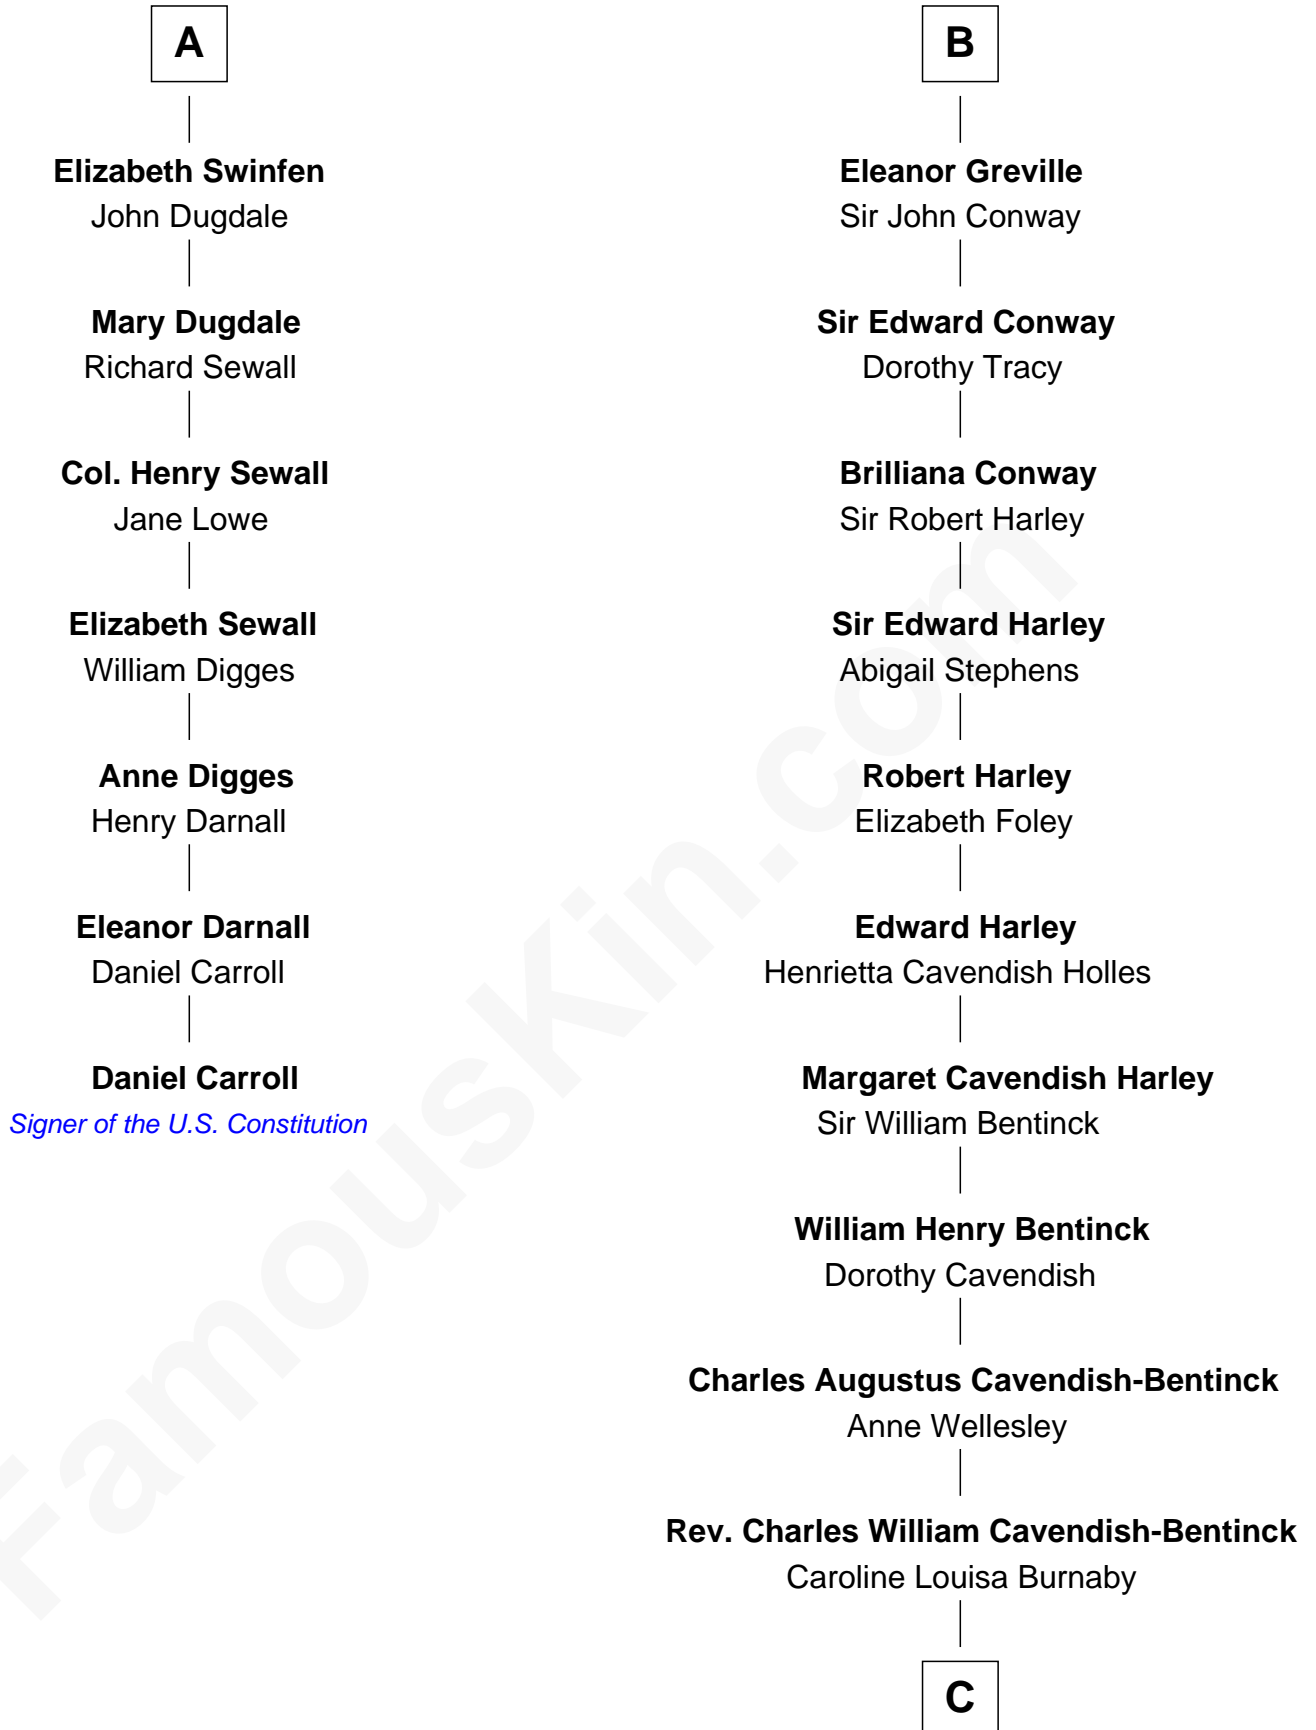 A
Elizabeth Swinfen
John Dugdale
Mary Dugdale
Richard Sewall
Col. Henry Sewall
Jane Lowe
Elizabeth Sewall
William Digges
Anne Digges
Henry Darnall
Eleanor Darnall
Daniel Carroll
Daniel Carroll
Signer of the U.S. Constitution
B
Eleanor Greville
Sir John Conway
Sir Edward Conway
Dorothy Tracy
Brilliana Conway
Sir Robert Harley
Sir Edward Harley
Abigail Stephens
Robert Harley
Elizabeth Foley
Edward Harley
Henrietta Cavendish Holles
Margaret Cavendish Harley
Sir William Bentinck
William Henry Bentinck
Dorothy Cavendish
Charles Augustus Cavendish-Bentinck
Anne Wellesley
Rev. Charles William Cavendish-Bentinck
Caroline Louisa Burnaby
C
FamousKin.com